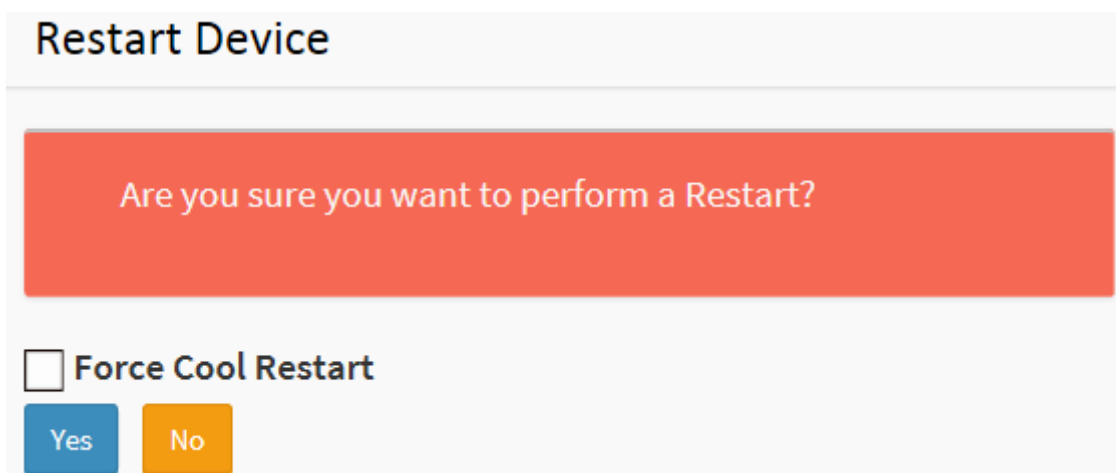 Restart Device
Are you sure you want to perform a Restart?
Force Cool Restart
Yes No